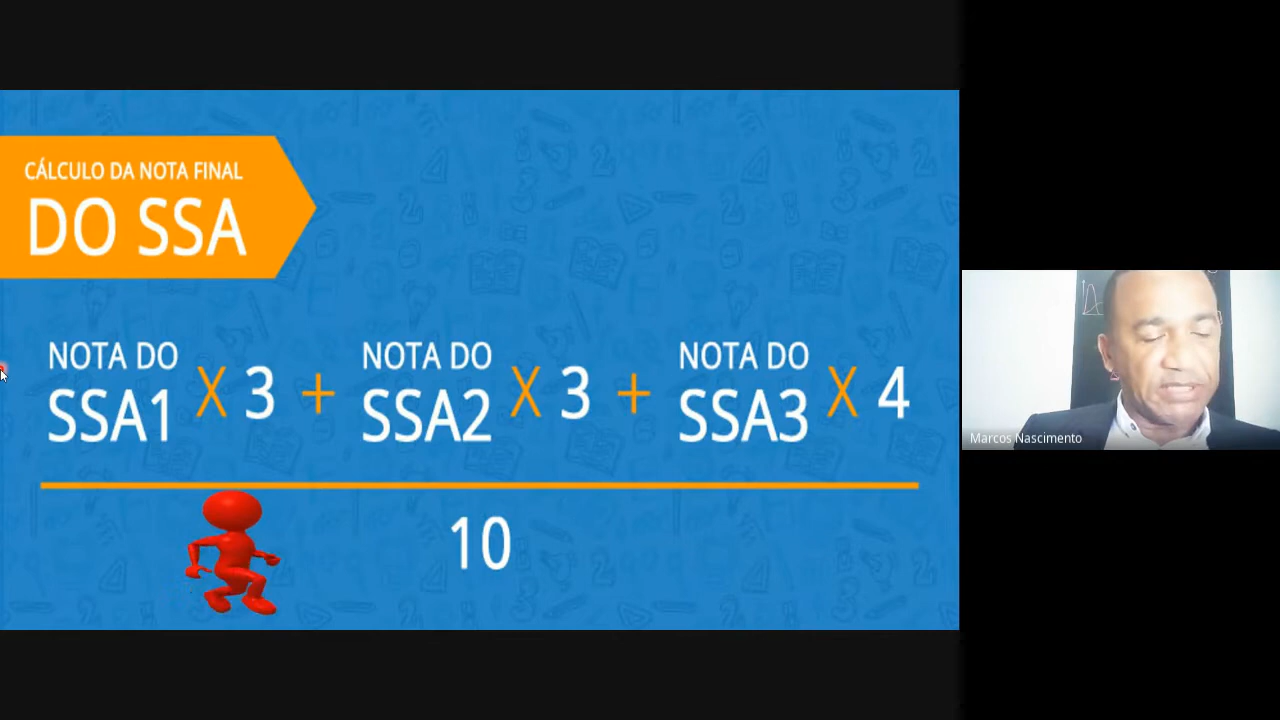 CÁLCULO DA NOTA FINAL
DO SSA
NOTA DO SSA1 X 3 + NOTA DO SSA2 X 3 + NOTA DO SSA3 X 4
10
Marcos Nascimento